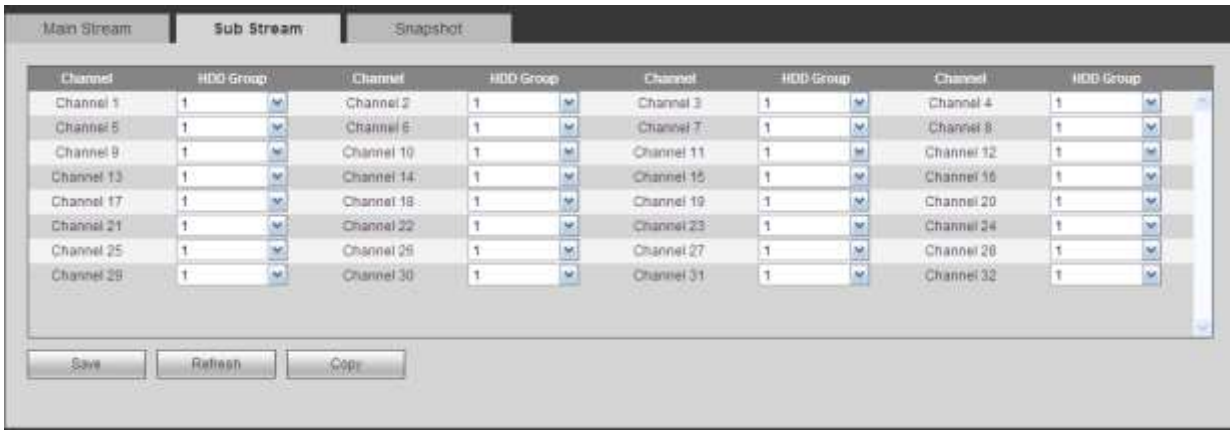 Main Stream Sub Stream Snapshot
Channel HDD Group Channel HDD Group Channel HDD Group Channel HDD Group
Channel 1 1 Channel 2 1 Channel 3 1 Channel 4 1
Channel 5 1 Channel 6 1 Channel 7 1 Channel 8 1
Channel 9 1 Channel 10 1 Channel 11 1 Channel 12 1
Channel 13 1 Channel 14 1 Channel 15 1 Channel 16 1
Channel 17 1 Channel 18 1 Channel 19 1 Channel 20 1
Channel 21 1 Channel 22 1 Channel 23 1 Channel 24 1
Channel 25 1 Channel 26 1 Channel 27 1 Channel 28 1
Channel 29 1 Channel 30 1 Channel 31 1 Channel 32 1
Save Refresh Copy